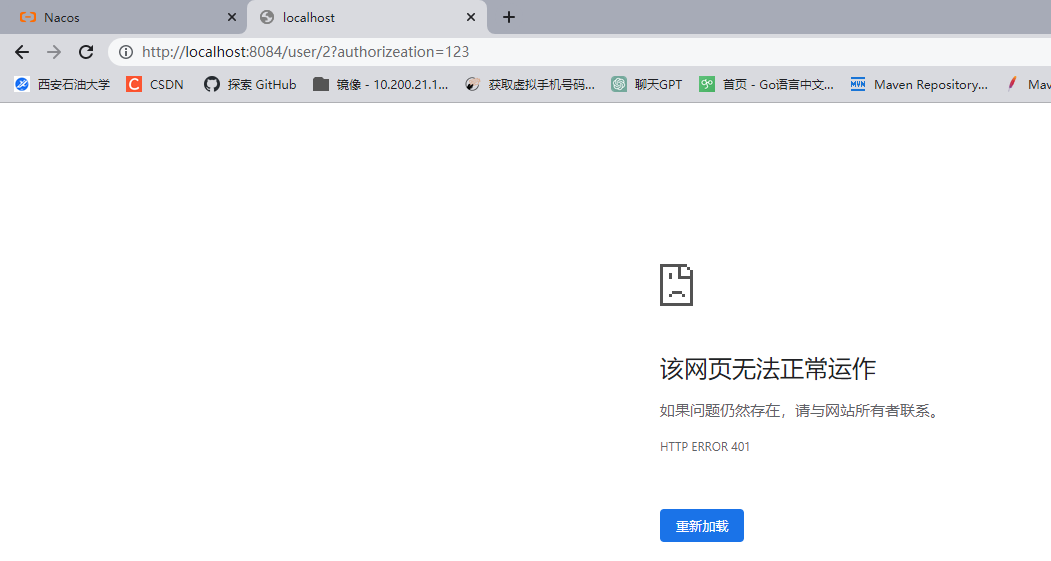 Nacos
localhost
http://localhost:8084/user/2?authorizeation=123
西安石油大学 CSDN 探索 GitHub 镜像 - 10.200.21.1... 获取虚拟手机号码... 聊天GPT 首页 - Go语言中文... MVN Maven Repository... Mav
该网页无法正常运作
如果问题仍然存在，请与网站所有者联系。
HTTP ERROR 401
重新加载